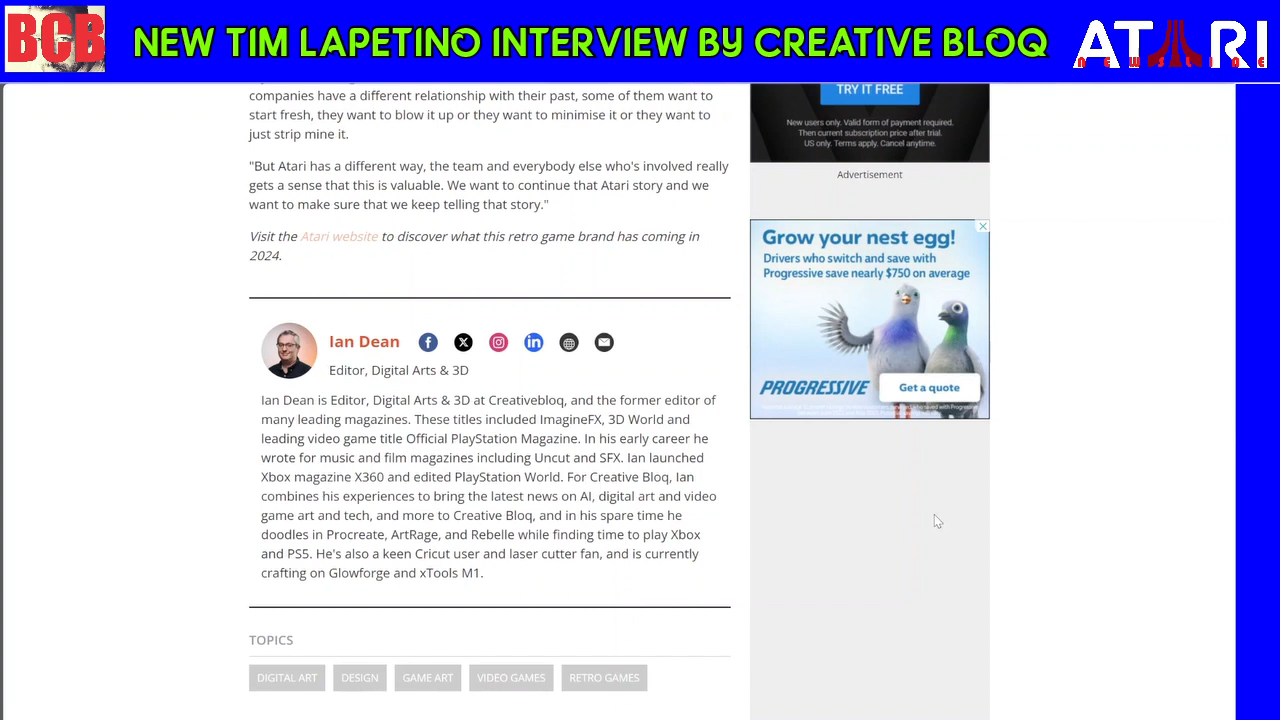 BCB
NEW TIM LAPETINO INTERVIEW BY CREATIVE BLOQ
ATARI
companies have a different relationship with their past, some of them want to
start fresh, they want to blow it up or they want to minimise it or they want to
just strip mine it.
"But Atari has a different way, the team and everybody else who's involved really
gets a sense that this is valuable. We want to continue that Atari story and we
want to make sure that we keep telling that story."
Visit the Atari website to discover what this retro game brand has coming in
2024.
Ian Dean
Editor, Digital Arts & 3D
Ian Dean is Editor, Digital Arts & 3D at Creativebloq, and the former editor of
many leading magazines. These titles included ImagineFX, 3D World and
leading video game title Official PlayStation Magazine. In his early career he
wrote for music and film magazines including Uncut and SFX. Ian launched
Xbox magazine X360 and edited PlayStation World. For Creative Bloq, Ian
combines his experiences to bring the latest news on AI, digital art and video
game art and tech, and more to Creative Bloq, and in his spare time he
doodles in Procreate, ArtRage, and Rebelle while finding time to play Xbox
and PS5. He's also a keen Cricut user and laser cutter fan, and is currently
crafting on Glowforge and xTools M1.
TOPICS
DIGITAL ART
DESIGN
GAME ART
VIDEO GAMES
RETRO GAMES
TRY IT FREE
New users only. Valid form of payment required.
Then current subscription price after trial.
US only. Terms apply. Cancel anytime.
Advertisement
Grow your nest egg!
Drivers who switch and save with
Progressive save nearly $750 on average
PROGRESSIVE
Get a quote